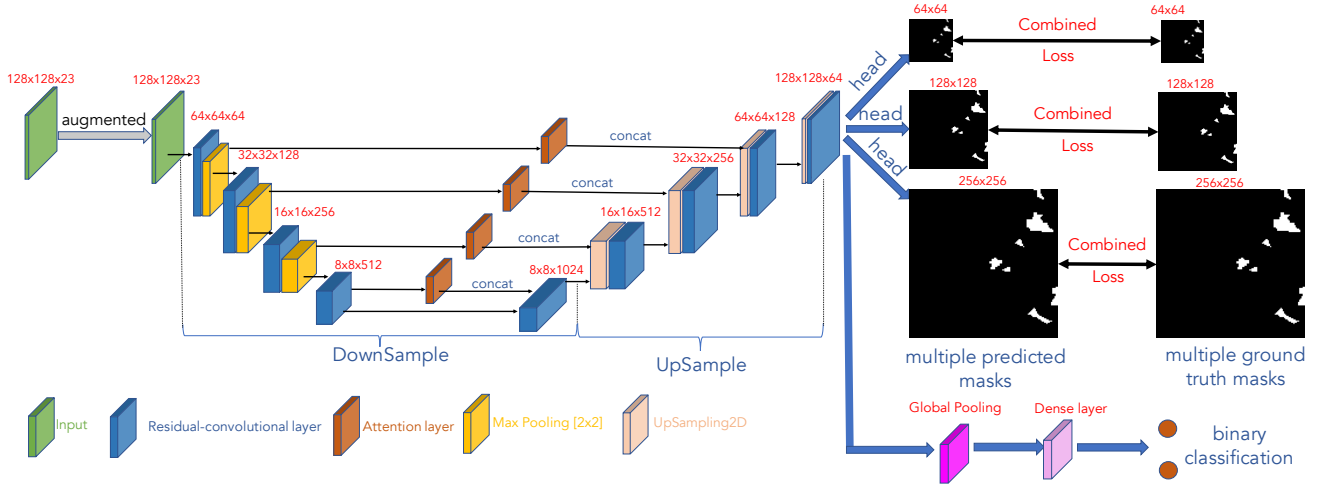 128x128x23
augmented
128x128x23
64x64x64
32x32x128
16x16x256
8x8x512
concat
concat
concat
concat
8x8x1024
16x16x512
32x32x256
64x64x128
128x128x64
DownSample
UpSample
head
head
head
64x64
Combined
Loss
64x64
128x128
Combined
Loss
128x128
256x256
Combined
Loss
256x256
multiple predicted
masks
multiple ground
truth masks
Input
Residual-convolutional layer
Attention layer
Max Pooling [2x2]
UpSampling2D
Global Pooling
Dense layer
binary
classification